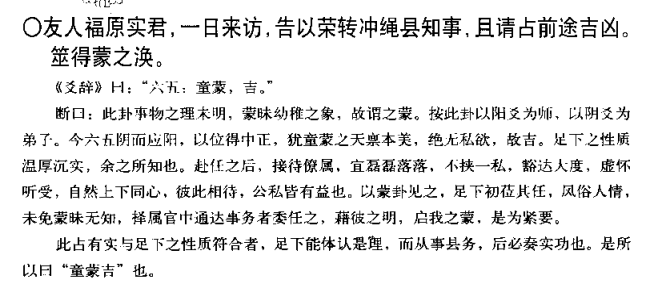 〇友人福原实君，一日来访，告以荣转冲绳县知事，且请占前途吉凶。
筮得蒙之涣。
《爻辞》曰：“六五：童蒙，吉。”
断曰：此卦事物之理未明，蒙昧幼稚之象，故谓之蒙。按此卦以阳爻为师，以阴爻为
弟子。今六五阴而应阳，以位得中正，犹童蒙之天禀本美，绝无私欲，故吉。足下之性质
温厚沉实，余之所知也。赴任之后，接待僚属，宜磊磊落落，不挟一私，豁达大度，虚怀
听受，自然上下同心，彼此相待，公私皆有益也。以蒙卦见之，足下初莅其任，风俗人情，
未免蒙昧无知，择属官中通达事务者委任之，藉彼之明，启我之蒙，是为紧要。
此占有实与足下之性质符合者，足下能体认是理，而从事县务，后必奏实功也。是所
以曰“童蒙吉”也。